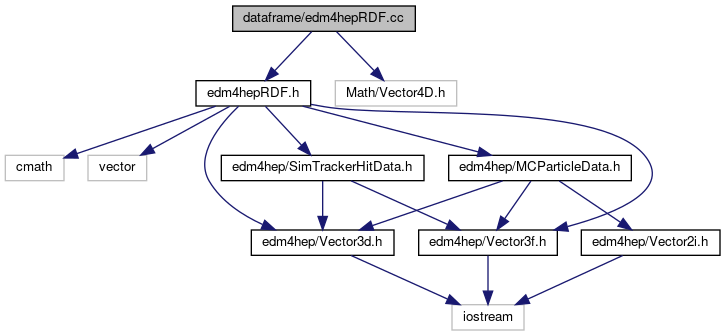 dataframe/edm4hepRDF.cc
edm4hepRDF.h
Math/Vector4D.h
cmath
vector
edm4hep/SimTrackerHitData.h
edm4hep/MCParticleData.h
edm4hep/Vector3d.h
edm4hep/Vector3f.h
edm4hep/Vector2i.h
iostream